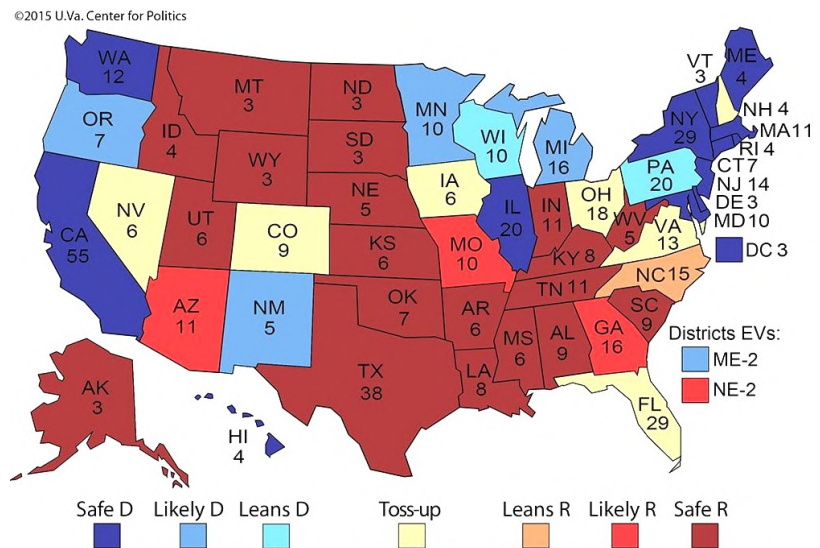 ©2015 U.Va. Center for Politics
WA
12
OR
7
CA
55
NV
6
ID
4
MT
3
WY
3
UT
6
AZ
11
CO
9
NM
5
ND
3
SD
3
NE
5
KS
6
OK
7
TX
38
MN
10
IA
6
MO
10
AR
6
LA
8
WI
10
IL
20
MI
16
IN
11
OH
18
KY 8
TN 11
MS
6
AL
9
GA
16
FL
29
SC
9
NC 15
VA
13
WV
5
PA
20
NY
29
VT
3
ME
4
NH 4
MA 11
RI 4
CT 7
NJ 14
DE 3
MD 10
DC 3
AK
3
HI
4
Districts EVs:
ME-2
NE-2
Safe D
Likely D
Leans D
Toss-up
Leans R
Likely R
Safe R